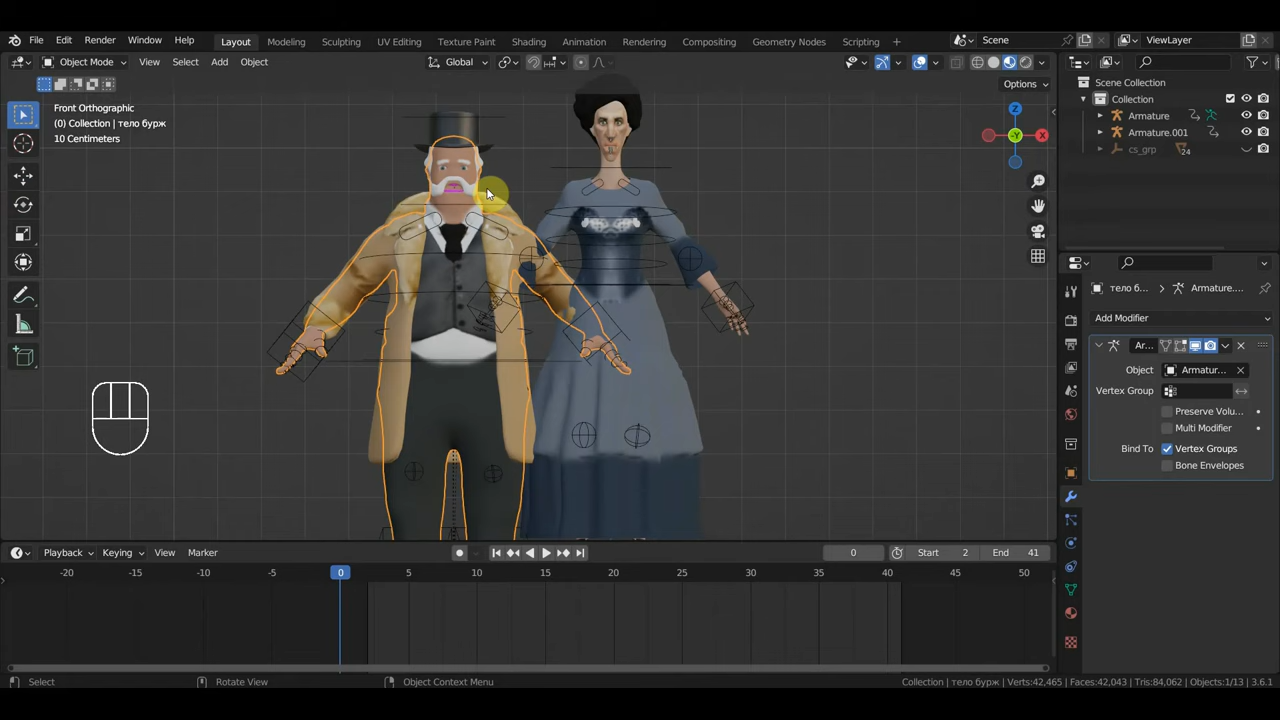 File Edit Render Window Help Layout Modeling Sculpting UV Editing Texture Paint Shading Animation Rendering Compositing Geometry Nodes Scripting + Scene ViewLayer
Object Mode View Select Add Object Global
Options
Front Orthographic
(0) Collection | тело бурж
10 Centimeters
Z
X
-Y
Scene Collection
Collection
Armature
Armature.001
cs_grp 24
тело б... Armature....
Add Modifier
Ar...
Object Armatur...
Vertex Group
Preserve Volu...
Multi Modifier
Bind To Vertex Groups
Bone Envelopes
Playback Keying View Marker 0 Start 2 End 41
-20 -15 -10 -5 0 5 10 15 20 25 30 35 40 45 50
Select Rotate View Object Context Menu Collection | тело бурж | Verts:42,465 | Faces:42,043 | Tris:84,062 | Objects:1/13 | 3.6.1